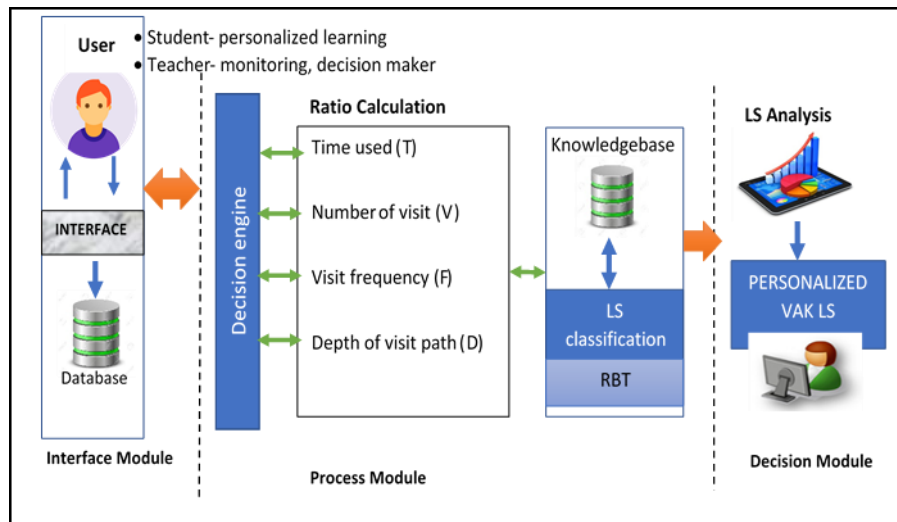 User
• Student- personalized learning
• Teacher- monitoring, decision maker
INTERFACE
Database
Interface Module
Decision engine
Ratio Calculation
Time used (T)
Number of visit (V)
Visit frequency (F)
Depth of visit path (D)
Knowledgebase
LS
classification
RBT
Process Module
LS Analysis
PERSONALIZED
VAK LS
Decision Module